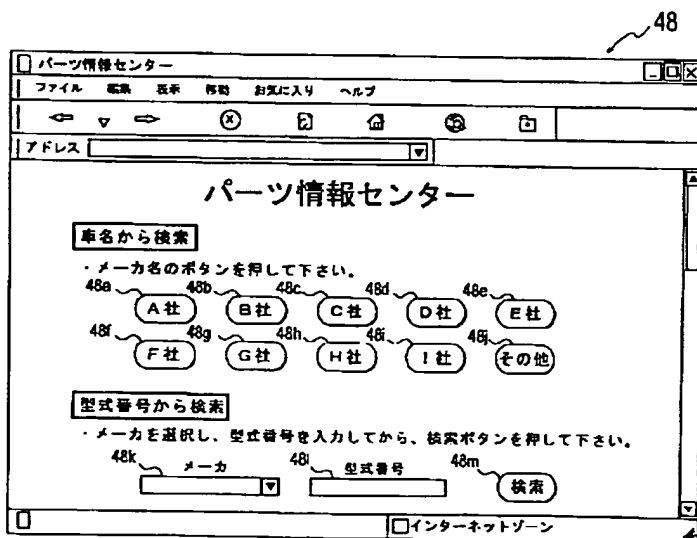 48
パーツ情報センター
ファイル 編集 表示 移動 お気に入り ヘルプ
アドレス
パーツ情報センター
車名から検索
・メーカ名のボタンを押して下さい。
48a 48b 48c 48d 48e
A社 B社 C社 D社 E社
48f 48g 48h 48i 48j
F社 G社 H社 I社 その他
型式番号から検索
・メーカを選択し、型式番号を入力してから、検索ボタンを押して下さい。
48k メーカ 48l 型式番号 48m
検索
インターネットゾーン